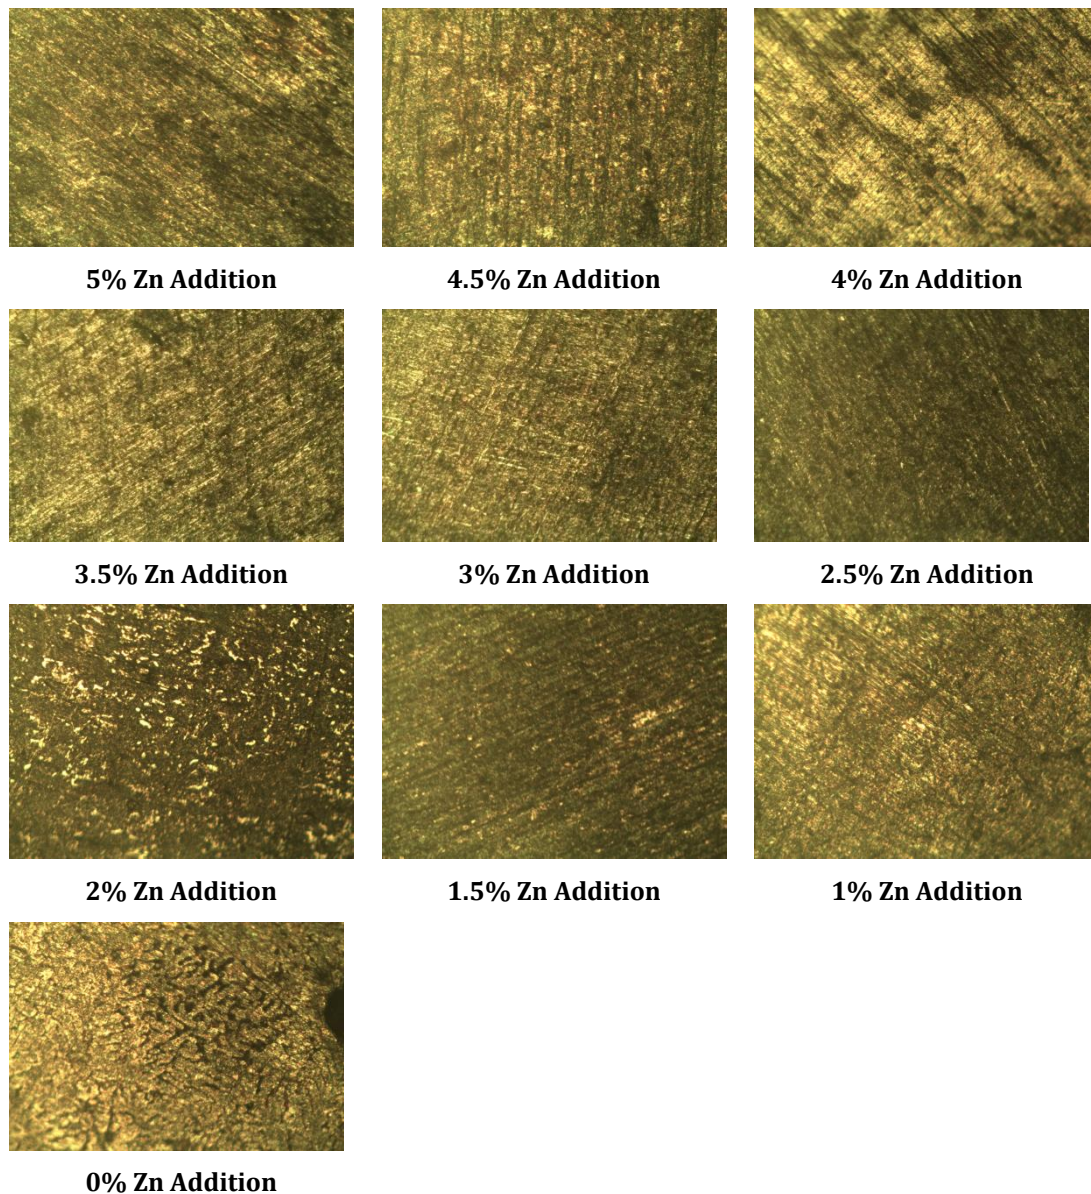 5% Zn Addition
4.5% Zn Addition
4% Zn Addition
3.5% Zn Addition
3% Zn Addition
2.5% Zn Addition
2% Zn Addition
1.5% Zn Addition
1% Zn Addition
0% Zn Addition